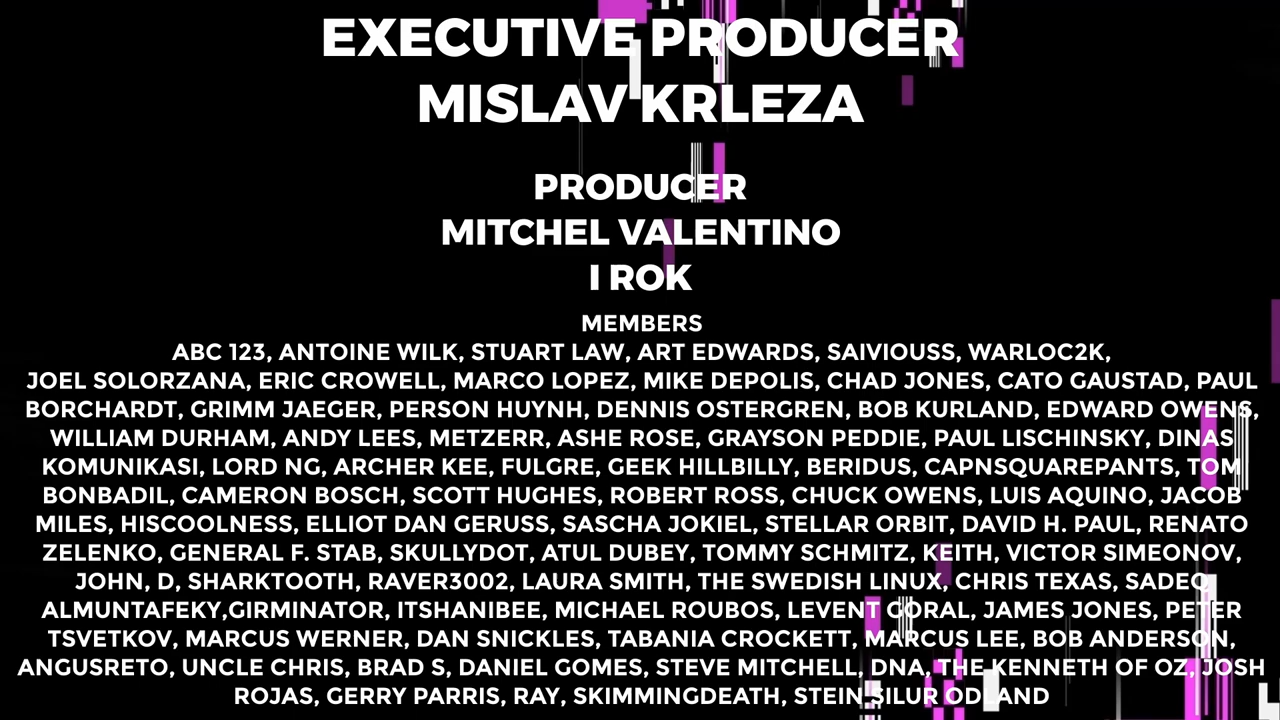 EXECUTIVE PRODUCER
MISLAV KRLEZA
PRODUCER
MITCHEL VALENTINO
I ROK
MEMBERS
ABC 123, ANTOINE WILK, STUART LAW, ART EDWARDS, SAIVIOUSS, WARLOC2K,
JOEL SOLORZANA, ERIC CROWELL, MARCO LOPEZ, MIKE DEPOLIS, CHAD JONES, CATO GAUSTAD, PAUL
BORCHARDT, GRIMM JAEGER, PERSON HUYNH, DENNIS OSTERGREN, BOB KURLAND, EDWARD OWENS,
WILLIAM DURHAM, ANDY LEES, METZERR, ASHE ROSE, GRAYSON PEDDIE, PAUL LISCHINSKY, DINAS
KOMUNIKASI, LORD NG, ARCHER KEE, FULGRE, GEEK HILLBILLY, BERIDUS, CAPNSQUAREPANTS, TOM
BONBADIL, CAMERON BOSCH, SCOTT HUGHES, ROBERT ROSS, CHUCK OWENS, LUIS AQUINO, JACOB
MILES, HISCOOLNESS, ELLIOT DAN GERUSS, SASCHA JOKIEL, STELLAR ORBIT, DAVID H. PAUL, RENATO
ZELENKO, GENERAL F. STAB, SKULLYDOT, ATUL DUBEY, TOMMY SCHMITZ, KEITH, VICTOR SIMEONOV,
JOHN, D, SHARKTOOTH, RAVER3002, LAURA SMITH, THE SWEDISH LINUX, CHRIS TEXAS, SADEQ
ALMUNTAFEKY,GIRMINATOR, ITSHANIBEE, MICHAEL ROUBOS, LEVENT GORAL, JAMES JONES, PETER
TSVETKOV, MARCUS WERNER, DAN SNICKLES, TABANIA CROCKETT, MARCUS LEE, BOB ANDERSON,
ANGUSRETO, UNCLE CHRIS, BRAD S, DANIEL GOMES, STEVE MITCHELL, DNA, THE KENNETH OF OZ, JOSH
ROJAS, GERRY PARRIS, RAY, SKIMMINGDEATH, STEIN SILUR ODLAND